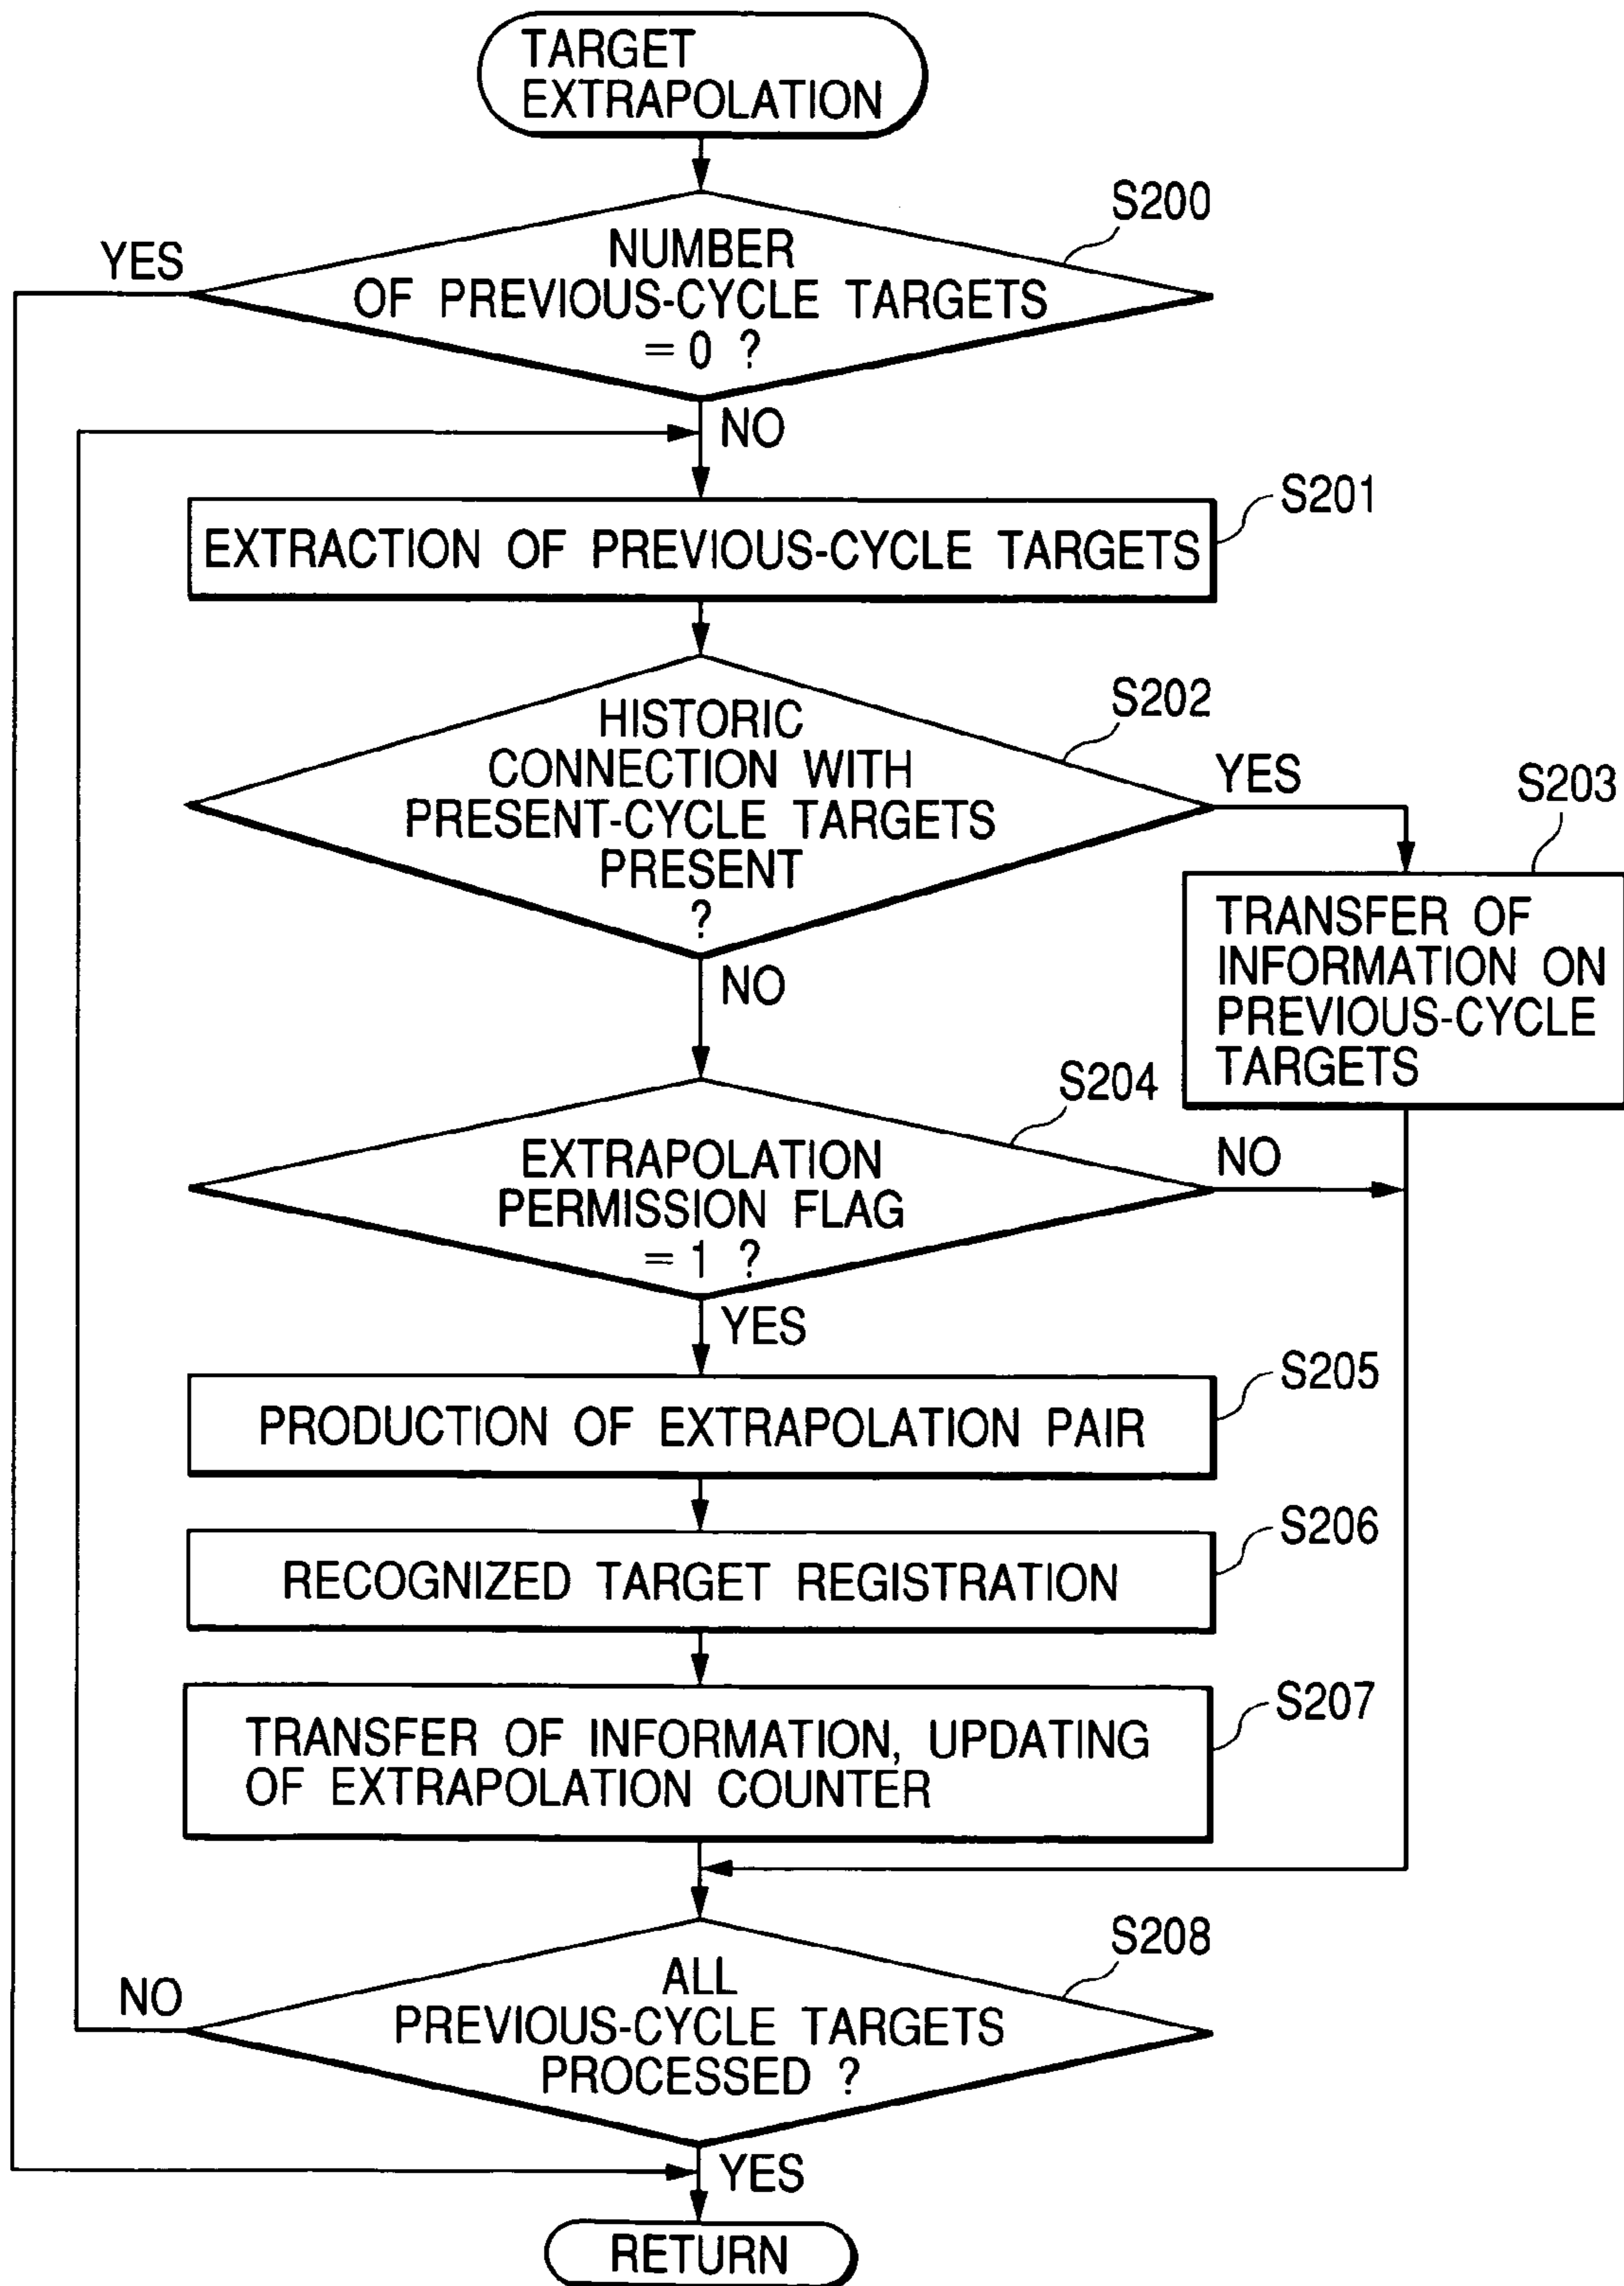 TARGET
EXTRAPOLATION
S200
YES
NUMBER
OF PREVIOUS-CYCLE TARGETS
= 0 ?
NO
S201
EXTRACTION OF PREVIOUS-CYCLE TARGETS
S202
HISTORIC
CONNECTION WITH
PRESENT-CYCLE TARGETS
PRESENT
?
YES
NO
S203
TRANSFER OF
INFORMATION ON
PREVIOUS-CYCLE
TARGETS
S204
EXTRAPOLATION
PERMISSION FLAG
= 1 ?
NO
YES
S205
PRODUCTION OF EXTRAPOLATION PAIR
S206
RECOGNIZED TARGET REGISTRATION
S207
TRANSFER OF INFORMATION, UPDATING
OF EXTRAPOLATION COUNTER
S208
NO
ALL
PREVIOUS-CYCLE TARGETS
PROCESSED ?
YES
RETURN